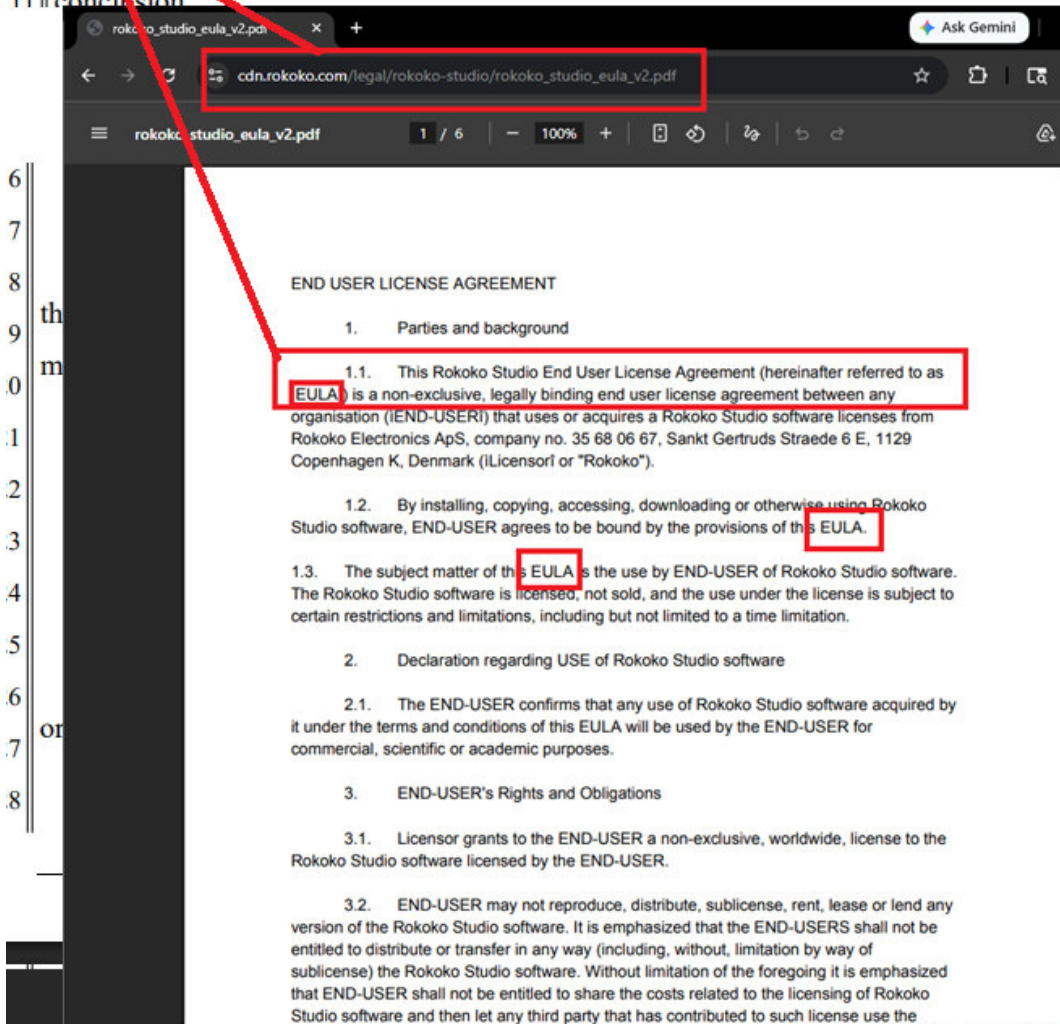 11 conclusion
rokoko_studio_eula_v2.pdf
Ask Gemini
cdn.rokoko.com/legal/rokoko-studio/rokoko_studio_eula_v2.pdf
rokoko_studio_eula_v2.pdf 1 / 6 100%
6
7
8
9
th
m
0
1
2
3
4
5
6
7
or
8
END USER LICENSE AGREEMENT
1. Parties and background
1.1. This Rokoko Studio End User License Agreement (hereinafter referred to as
EULA ) is a non-exclusive, legally binding end user license agreement between any
organisation (ìEND-USERî) that uses or acquires a Rokoko Studio software licenses from
Rokoko Electronics ApS, company no. 35 68 06 67, Sankt Gertruds Straede 6 E, 1129
Copenhagen K, Denmark (ìLicensorî or "Rokoko").
1.2. By installing, copying, accessing, downloading or otherwise using Rokoko
Studio software, END-USER agrees to be bound by the provisions of this EULA.
1.3. The subject matter of this EULA is the use by END-USER of Rokoko Studio software.
The Rokoko Studio software is licensed, not sold, and the use under the license is subject to
certain restrictions and limitations, including but not limited to a time limitation.
2. Declaration regarding USE of Rokoko Studio software
2.1. The END-USER confirms that any use of Rokoko Studio software acquired by
it under the terms and conditions of this EULA will be used by the END-USER for
commercial, scientific or academic purposes.
3. END-USER's Rights and Obligations
3.1. Licensor grants to the END-USER a non-exclusive, worldwide, license to the
Rokoko Studio software licensed by the END-USER.
3.2. END-USER may not reproduce, distribute, sublicense, rent, lease or lend any
version of the Rokoko Studio software. It is emphasized that the END-USERS shall not be
entitled to distribute or transfer in any way (including, without, limitation by way of
sublicense) the Rokoko Studio software. Without limitation of the foregoing it is emphasized
that END-USER shall not be entitled to share the costs related to the licensing of Rokoko
Studio software and then let any third party that has contributed to such license use the